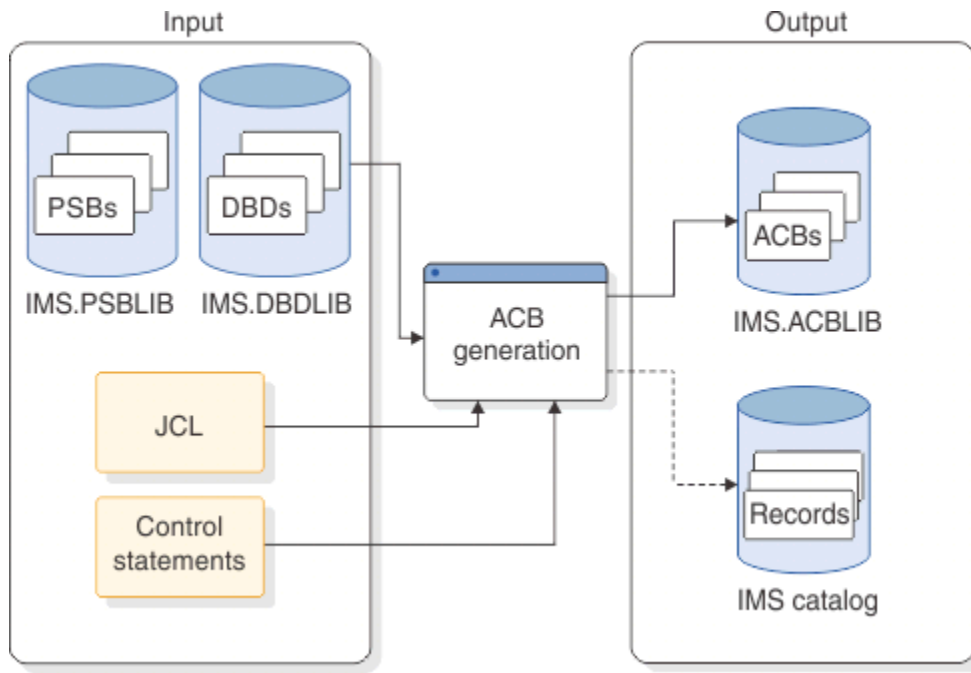 Input
Output
PSBs
DBDs
IMS.PSBLIB
IMS.DBDLIB
JCL
Control
statements
ACB
generation
ACBs
IMS.ACBLIB
Records
IMS catalog